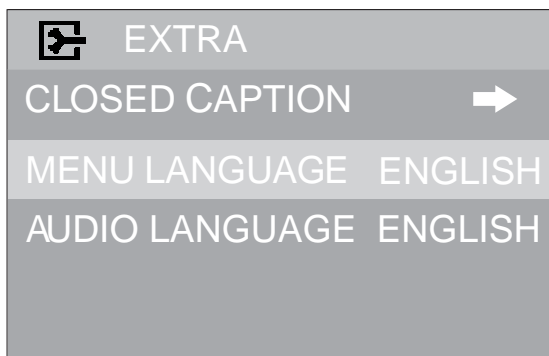 EXTRA
CLOSED CAPTION
MENU LANGUAGE ENGLISH
AUDIO LANGUAGE ENGLISH